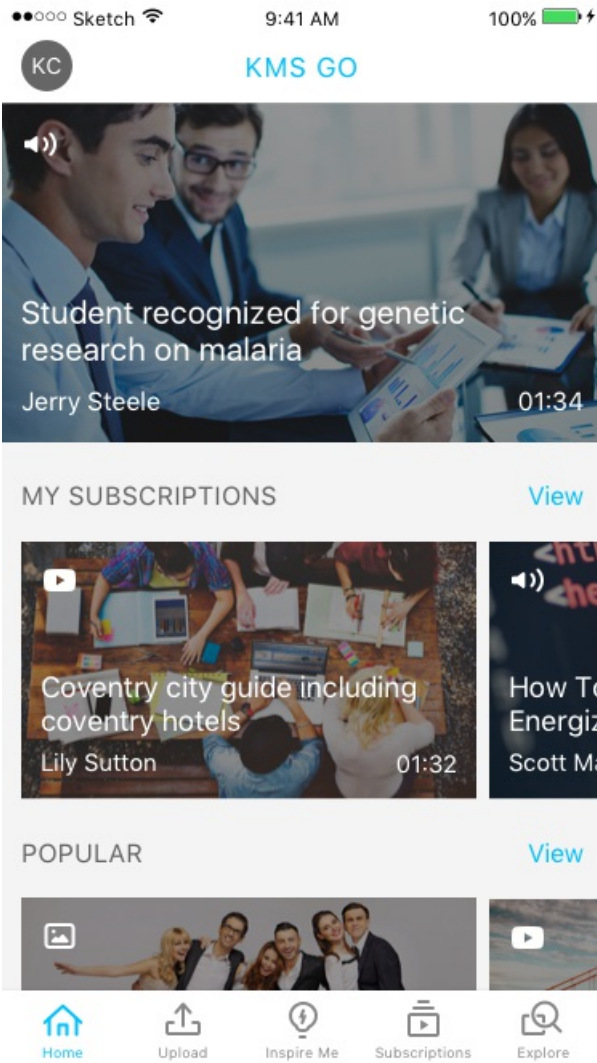 Sketch 9:41 AM 100%
KC KMS GO
Student recognized for genetic
research on malaria
Jerry Steele 01:34
MY SUBSCRIPTIONS View
Coventry city guide including
coventry hotels
Lily Sutton 01:32
How
Energiz
Scott
POPULAR View
Home Upload Inspire Me Subscriptions Explore